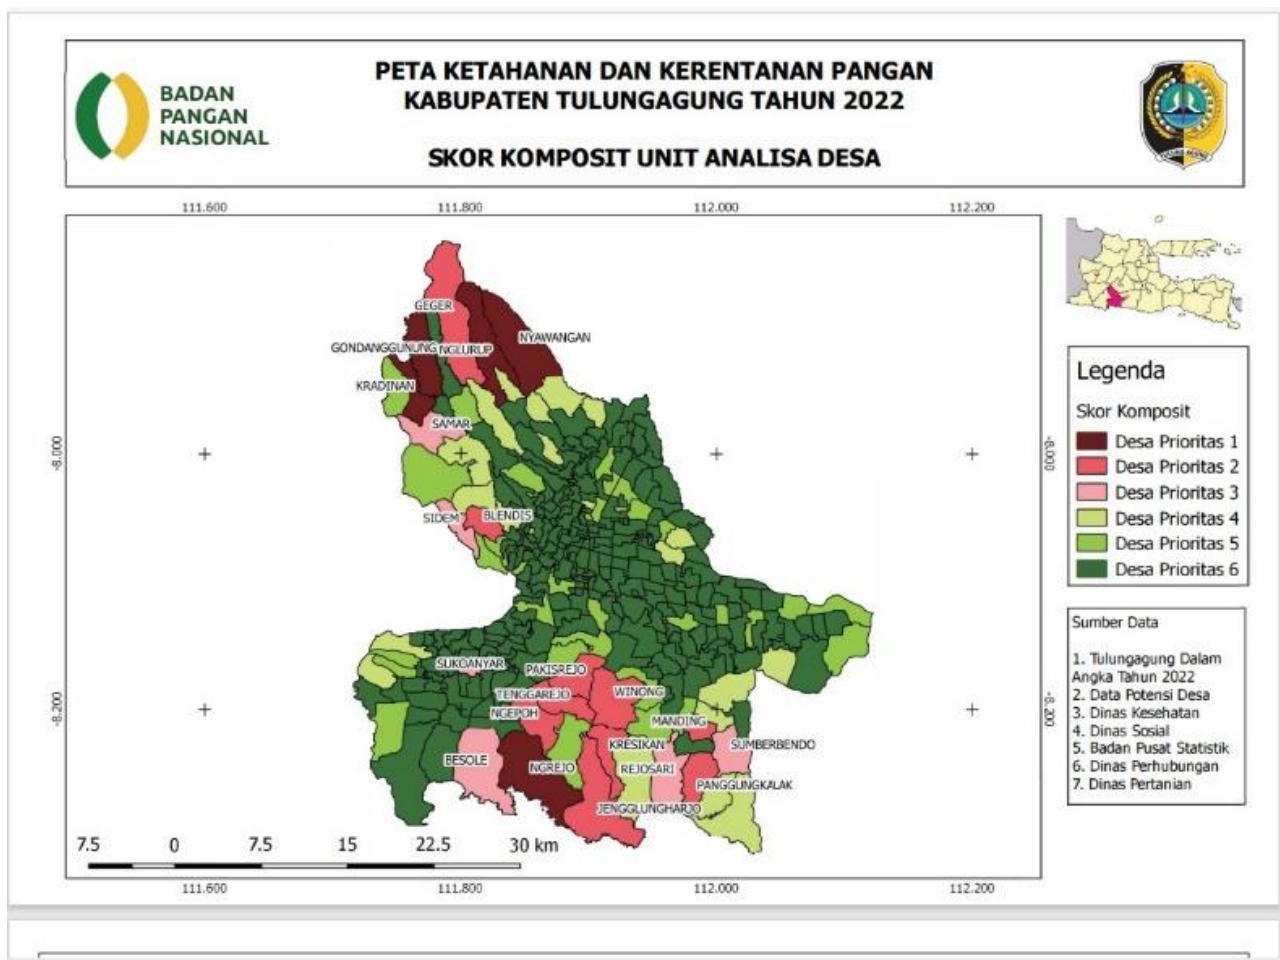 PETA KETAHANAN DAN KERENTANAN PANGAN
KABUPATEN TULUNGAGUNG TAHUN 2022
SKOR KOMPOSIT UNIT ANALISA DESA
BADAN
PANGAN
NASIONAL
111.600 111.800 112.000 112.200
GEGER
GONDANGGUNUNG NGLURUP NYAWANGAN
KRADINAN
SAMAR
-8.000 -8.000
SIDEM BLENDIS
SUKOANYAR PAKISREJO
TENGGAREJO WINONG
NGEPOH MANDING
-8.200 -8.200
BESOLE NGREJO KRESIKAN SUMBERBENDO
REJOSARI
PANGGUNGKALAK
JENGGLUNGHARJO
7.5 0 7.5 15 22.5 30 km
111.600 111.800 112.000 112.200
Legenda
Skor Komposit
Desa Prioritas 1
Desa Prioritas 2
Desa Prioritas 3
Desa Prioritas 4
Desa Prioritas 5
Desa Prioritas 6
Sumber Data
1. Tulungagung Dalam
Angka Tahun 2022
2. Data Potensi Desa
3. Dinas Kesehatan
4. Dinas Sosial
5. Badan Pusat Statistik
6. Dinas Perhubungan
7. Dinas Pertanian